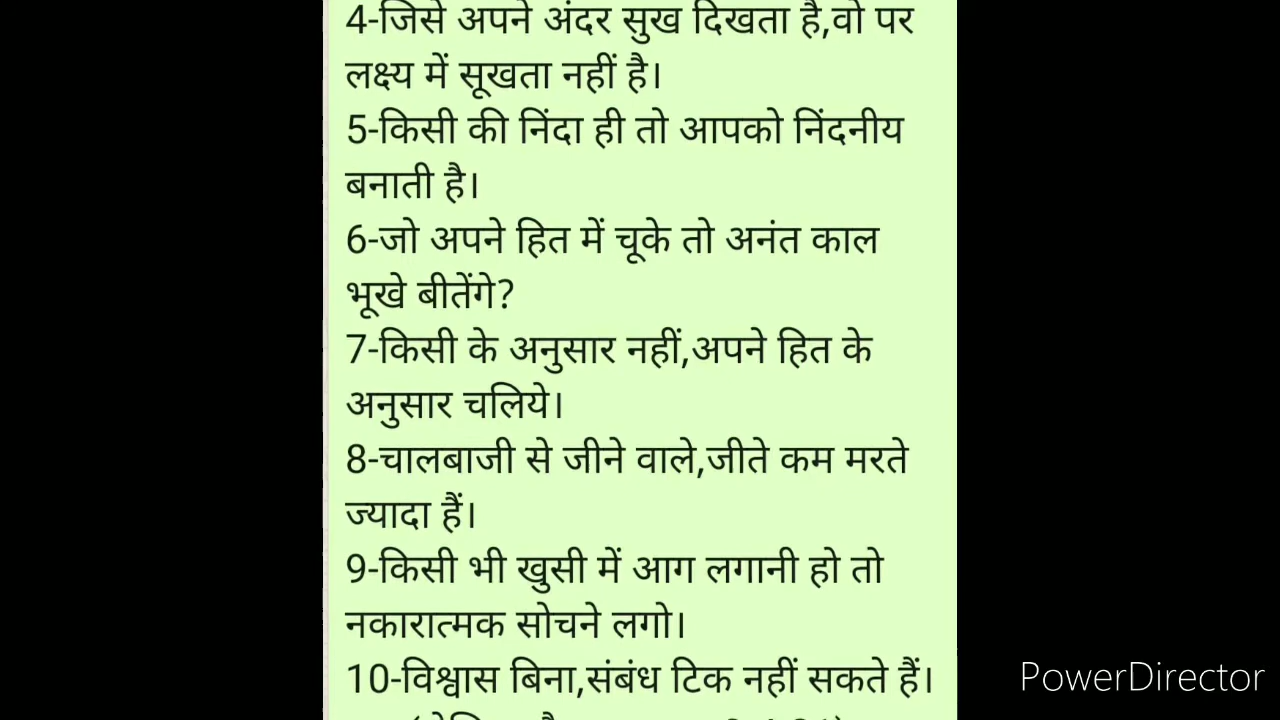 4-जिसे अपने अंदर सुख दिखता है,वो पर
लक्ष्य में सूखता नहीं है।
5-किसी की निंदा ही तो आपको निंदनीय
बनाती है।
6-जो अपने हित में चूके तो अनंत काल
भूखे बीतेंगे?
7-किसी के अनुसार नहीं,अपने हित के
अनुसार चलिये।
8-चालबाजी से जीने वाले,जीते कम मरते
ज्यादा हैं।
9-किसी भी खुसी में आग लगानी हो तो
नकारात्मक सोचने लगो।
10-विश्वास बिना,संबंध टिक नहीं सकते हैं।
PowerDirector